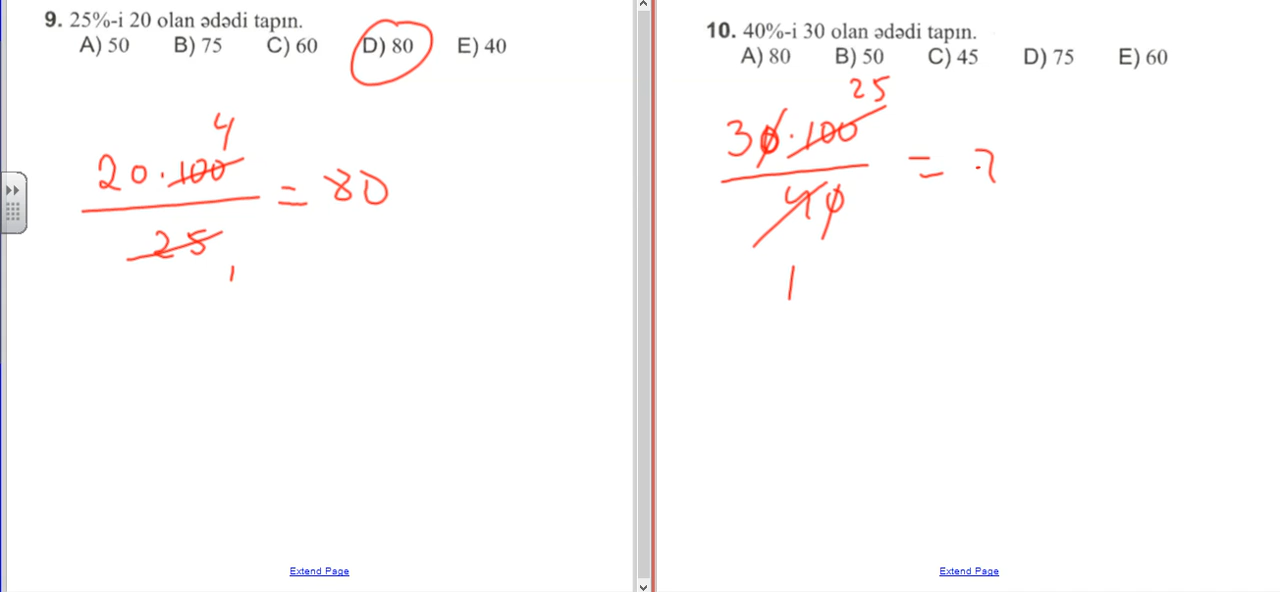 9. 25%-i 20 olan ədədi tapın.
A) 50 B) 75 C) 60 D) 80 E) 40
4
20 · 100
= 80
25
1
Extend Page
10. 40%-i 30 olan ədədi tapın.
A) 80 B) 50 C) 45 D) 75 E) 60
25
30 · 100
= ?
40
1
Extend Page